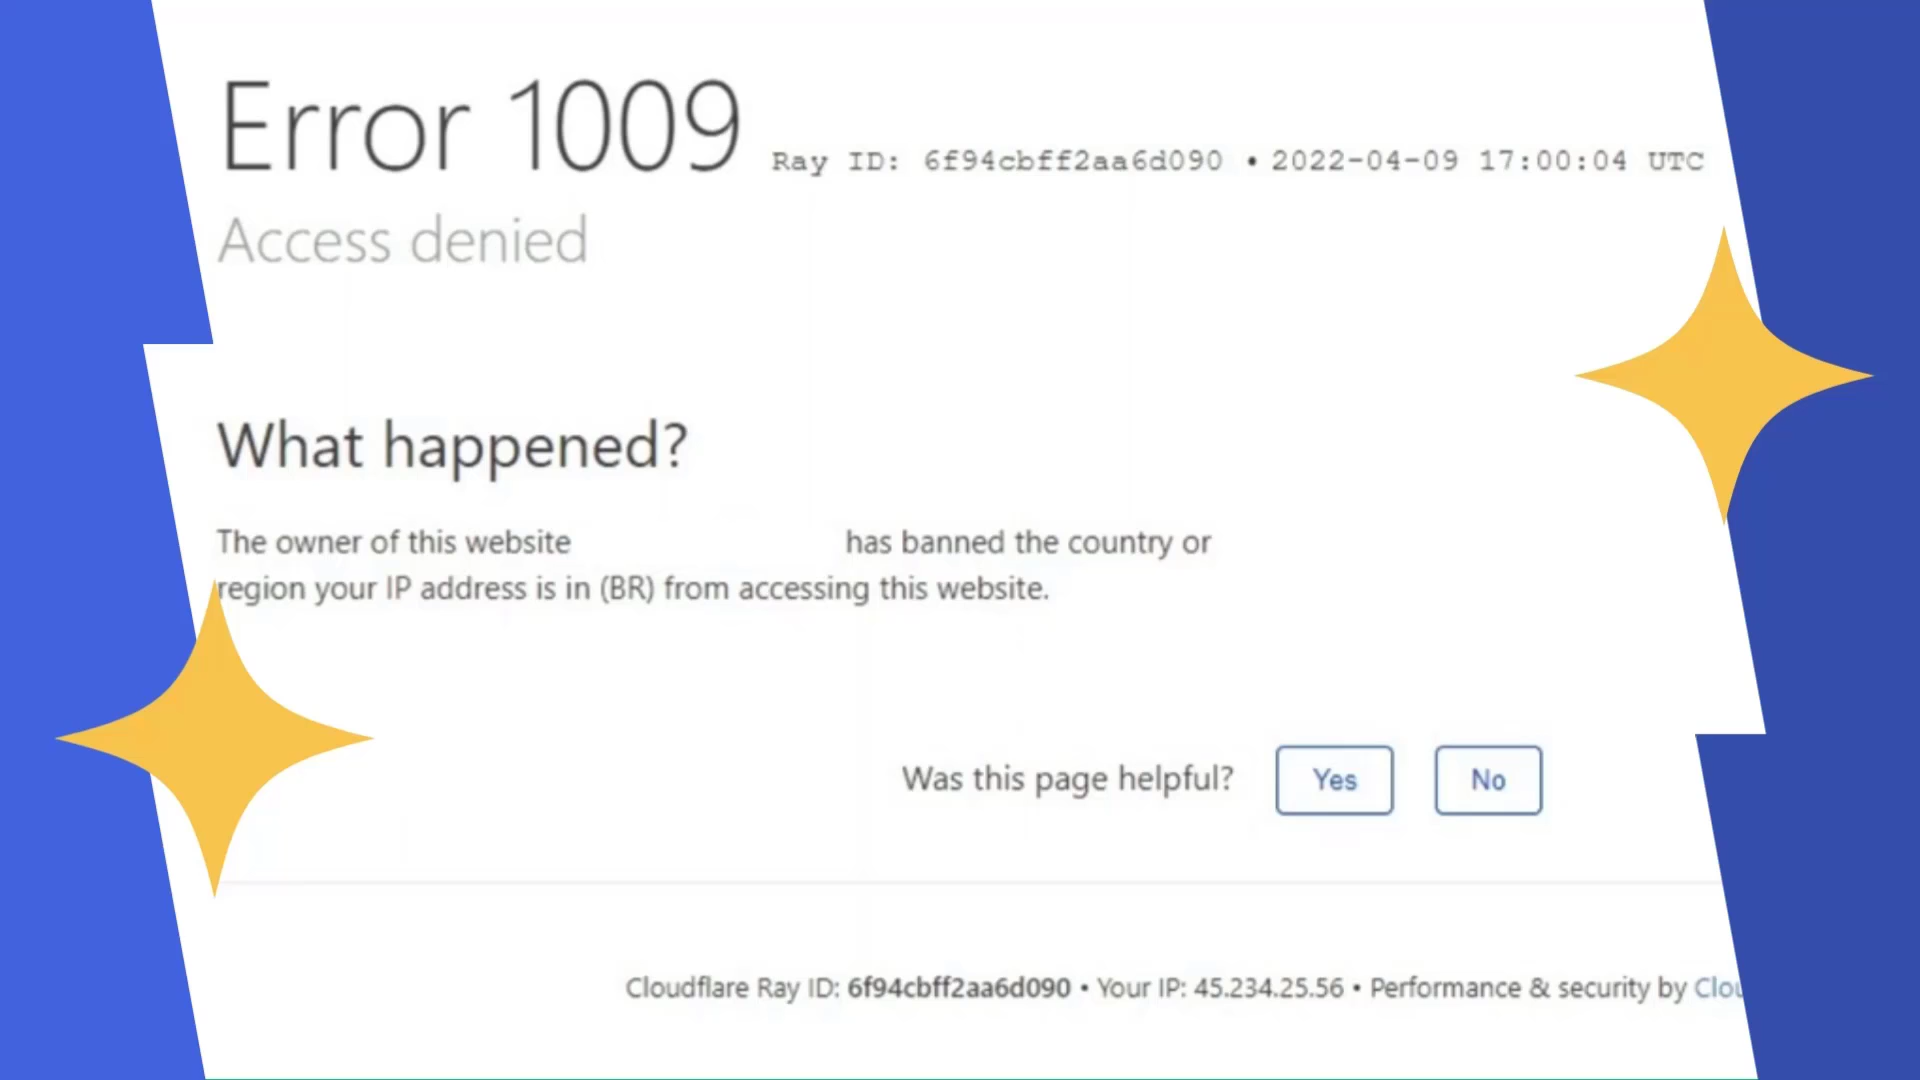 Error 1009 Ray ID: 6f94cbff2aa6d090 • 2022-04-09 17:00:04 UTC
Access denied
What happened?
The owner of this website has banned the country or
region your IP address is in (BR) from accessing this website.
Was this page helpful? Yes No
Cloudflare Ray ID: 6f94cbff2aa6d090 • Your IP: 45.234.25.56 • Performance & security by Clou